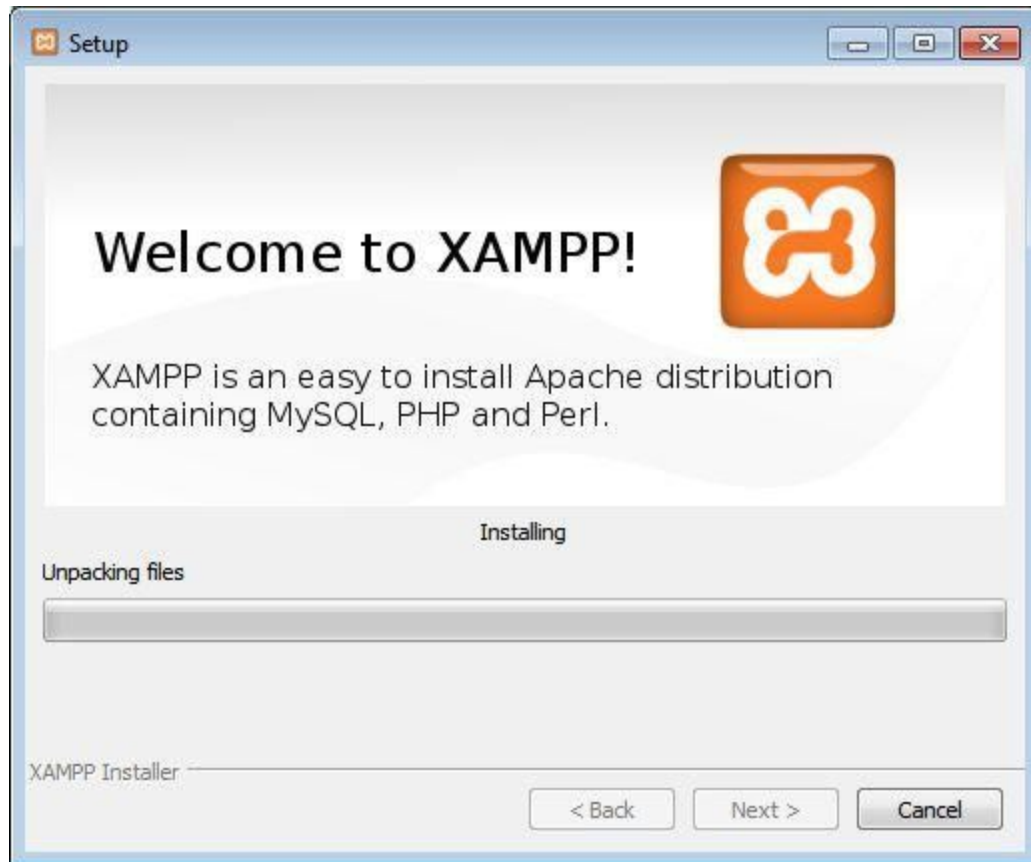 Setup
Welcome to XAMPP!
XAMPP is an easy to install Apache distribution
containing MySQL, PHP and Perl.
Installing
Unpacking files
XAMPP Installer
< Back
Next >
Cancel